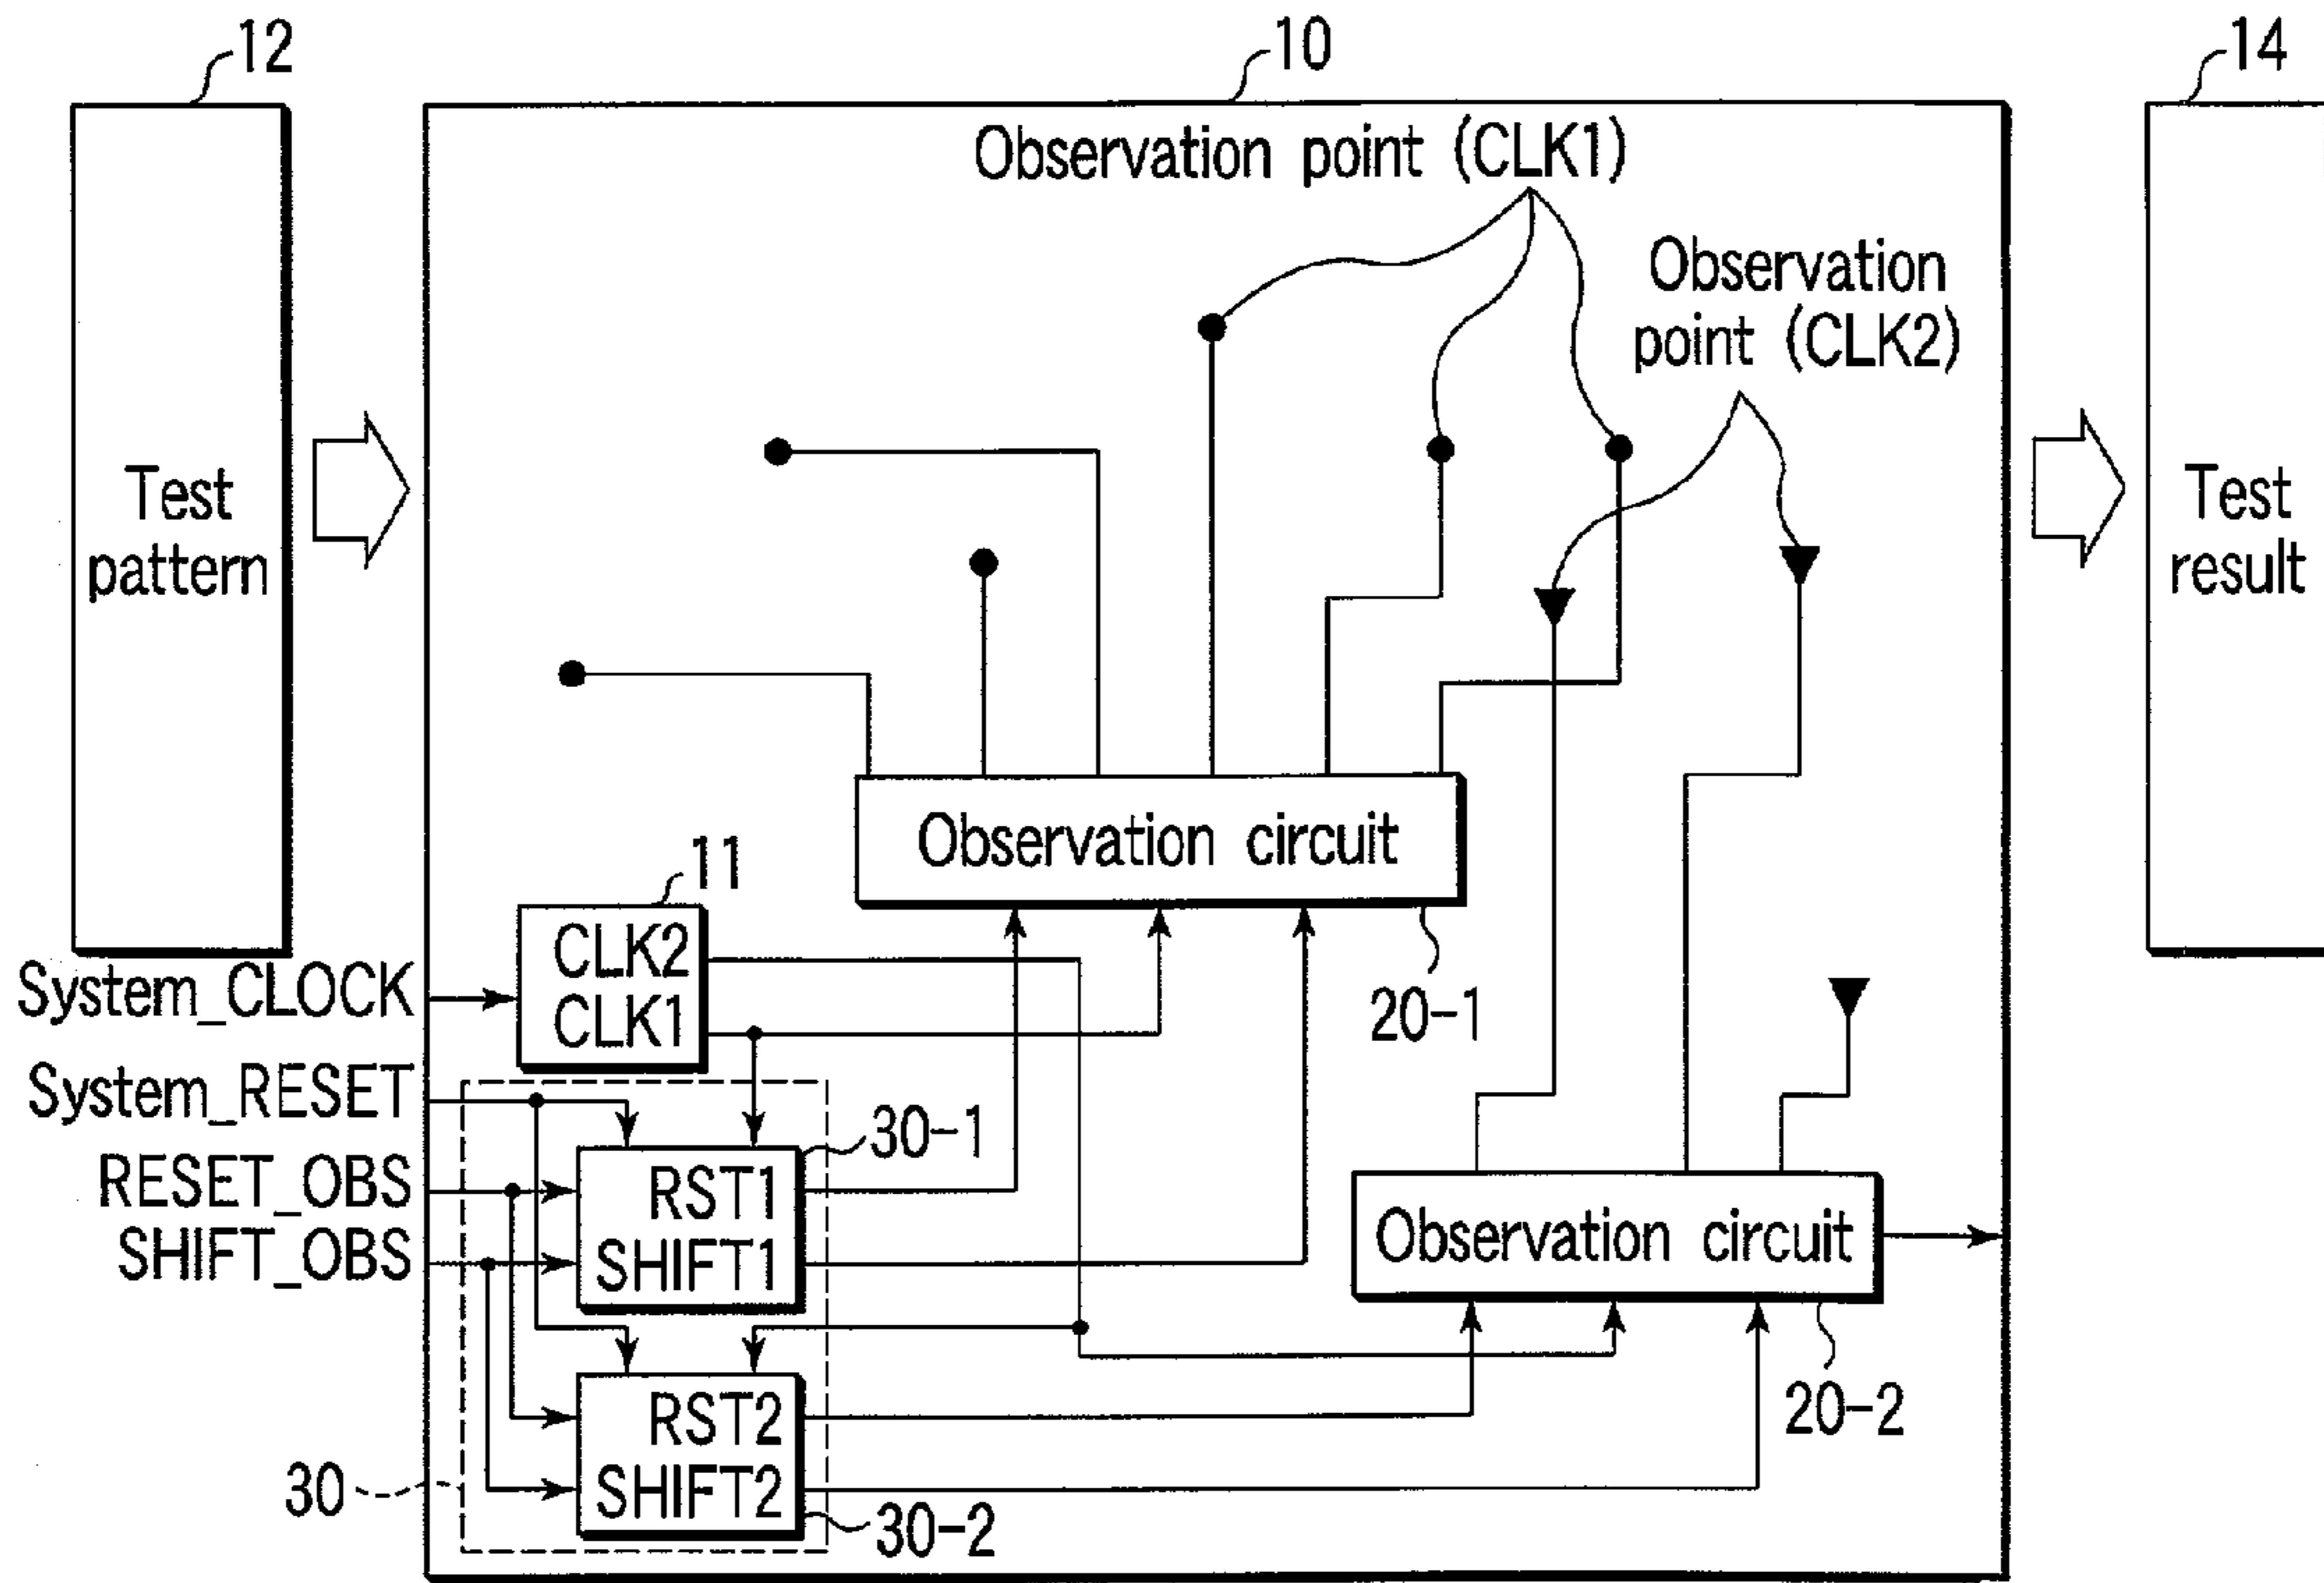 12
10
14
Observation point (CLK1)
Observation
point (CLK2)
Test
pattern
Test
result
Observation circuit
11
CLK2
CLK1
System_CLOCK
20-1
System_RESET
30-1
RESET_OBS
RST1
SHIFT_OBS
SHIFT1
Observation circuit
RST2
20-2
SHIFT2
30
30-2